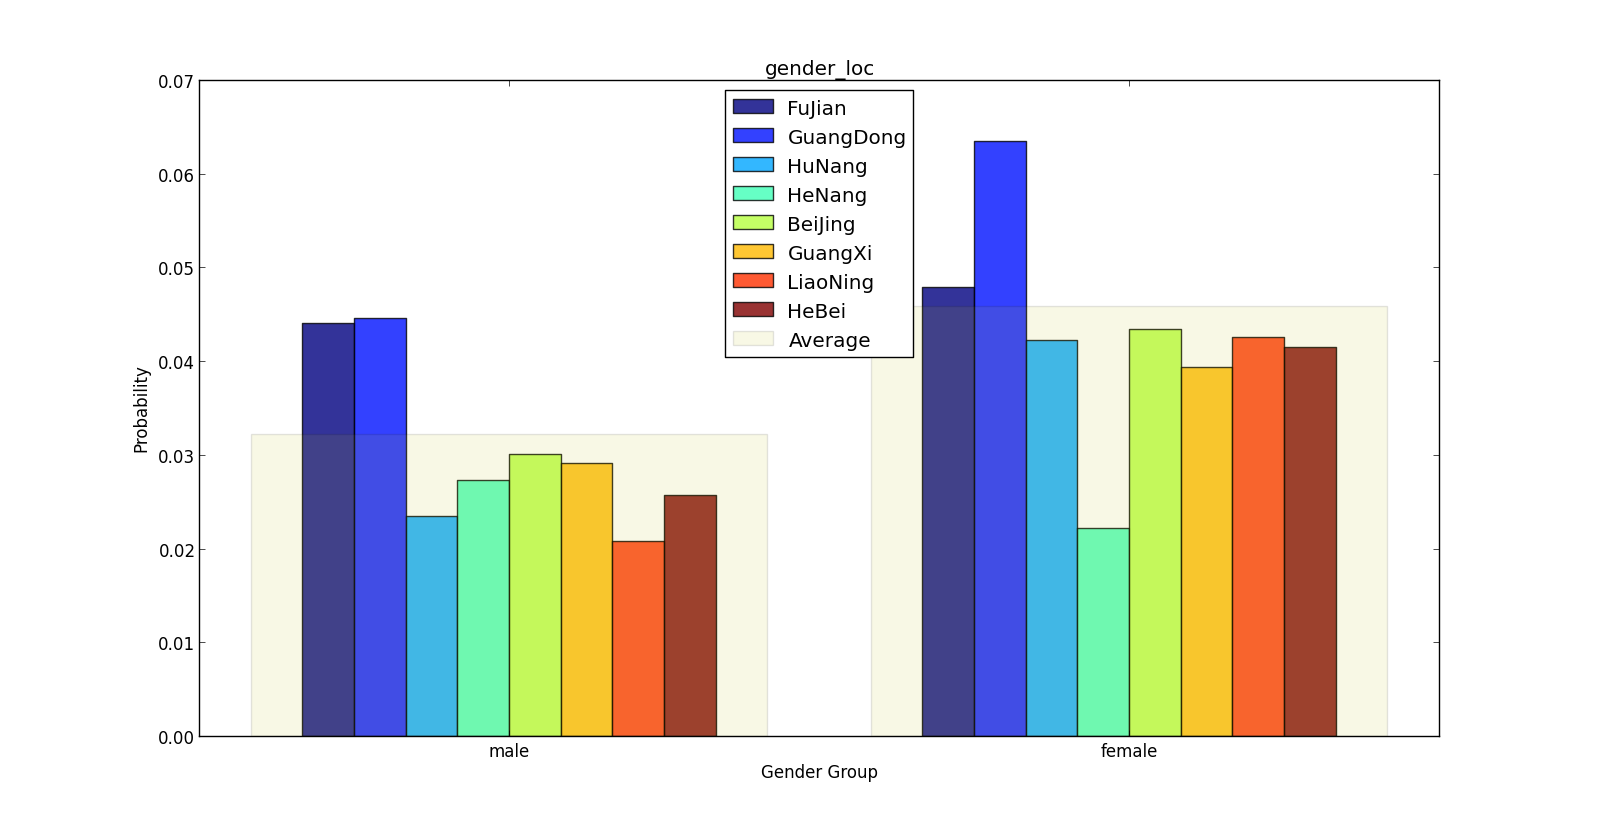 gender_loc
0.07
0.06
0.05
0.04
0.03
0.02
0.01
0.00
Probability
FuJian
GuangDong
HuNang
HeNang
BeiJing
GuangXi
LiaoNing
HeBei
Average
male
female
Gender Group